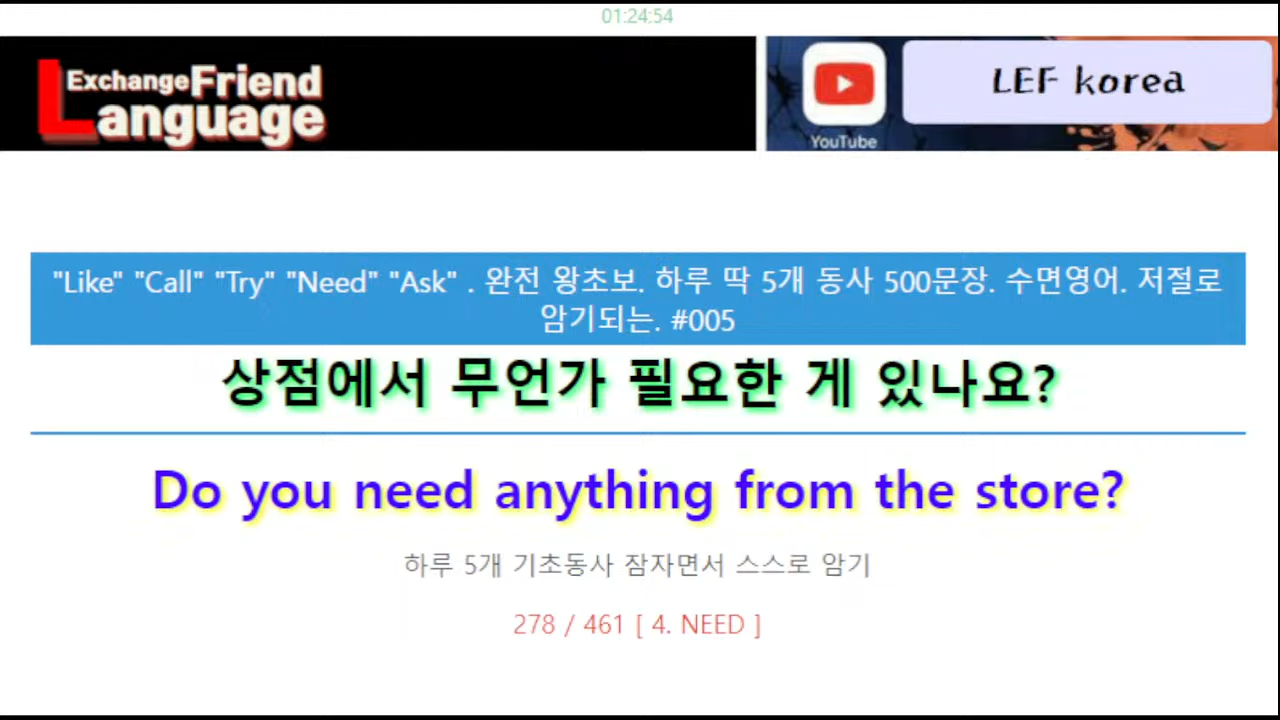 01:24:54
ExchangeFriend
Language
LEF korea
YouTube
"Like" "Call" "Try" "Need" "Ask" . 완전 왕초보. 하루 딱 5개 동사 500문장. 수면영어. 저절로
암기되는. #005
상점에서 무언가 필요한 게 있나요?
Do you need anything from the store?
하루 5개 기초동사 잠자면서 스스로 암기
278 / 461 [ 4. NEED ]